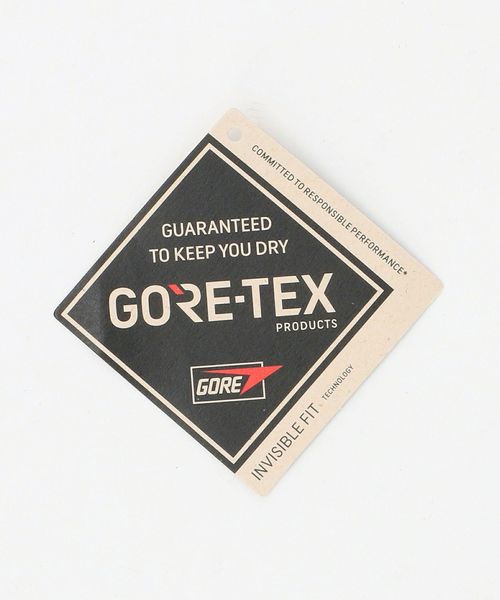 COMMITTED TO RESPONSIBLE PERFORMANCE*
GUARANTEED
TO KEEP YOU DRY
GORE-TEX
PRODUCTS
GORE
INVISIBLE FIT TECHNOLOGY